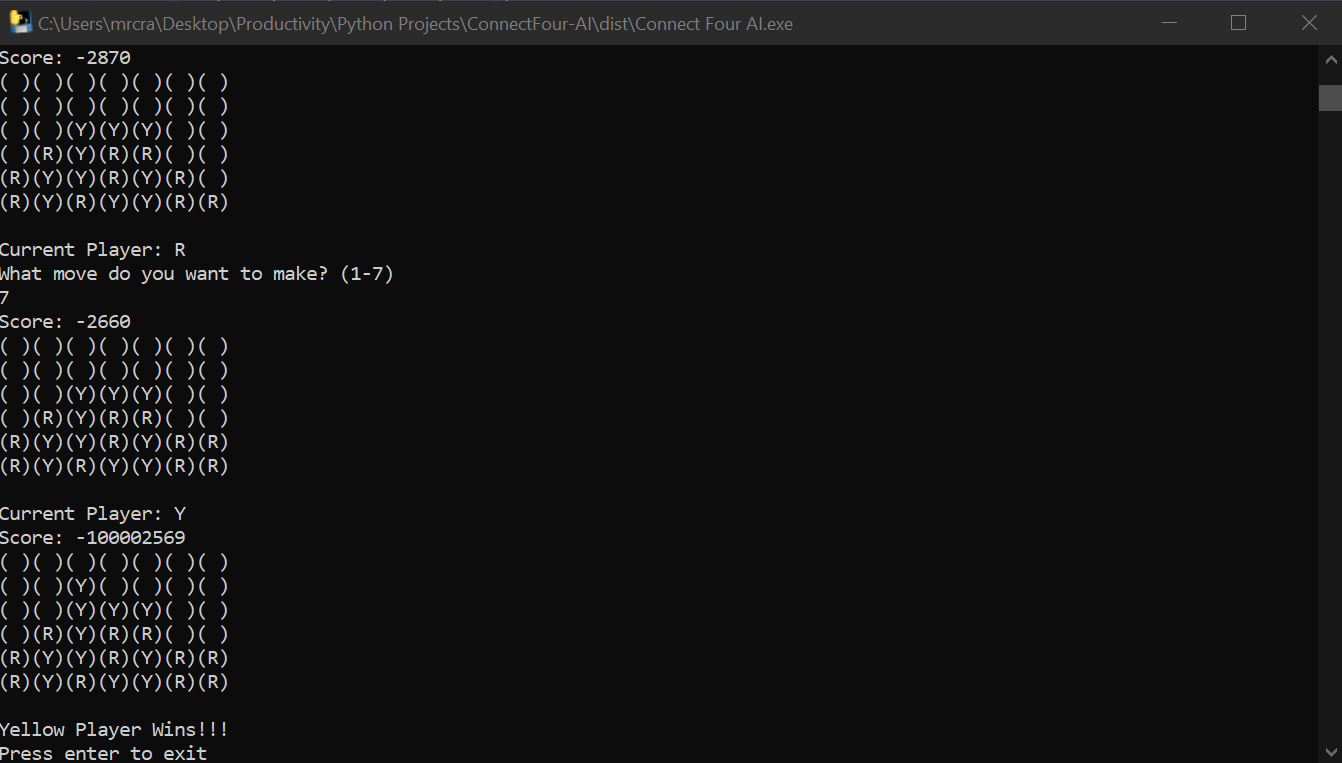 C:\Users\mrcra\Desktop\Productivity\Python Projects\ConnectFour-AI\dist\Connect Four AI.exe
Score: -2870
( )( )( )( )( )( )( )
( )( )( )( )( )( )( )
( )( )(Y)(Y)(Y)( )( )
( )(R)(Y)(R)(R)( )( )
(R)(Y)(Y)(R)(Y)(R)( )
(R)(Y)(R)(Y)(Y)(R)(R)

Current Player: R
What move do you want to make? (1-7)
7
Score: -2660
( )( )( )( )( )( )( )
( )( )( )( )( )( )( )
( )( )(Y)(Y)(Y)( )( )
( )(R)(Y)(R)(R)( )( )
(R)(Y)(Y)(R)(Y)(R)(R)
(R)(Y)(R)(Y)(Y)(R)(R)

Current Player: Y
Score: -100002569
( )( )( )( )( )( )( )
( )( )(Y)( )( )( )( )
( )( )(Y)(Y)(Y)( )( )
( )(R)(Y)(R)(R)( )( )
(R)(Y)(Y)(R)(Y)(R)(R)
(R)(Y)(R)(Y)(Y)(R)(R)

Yellow Player Wins!!!
Press enter to exit